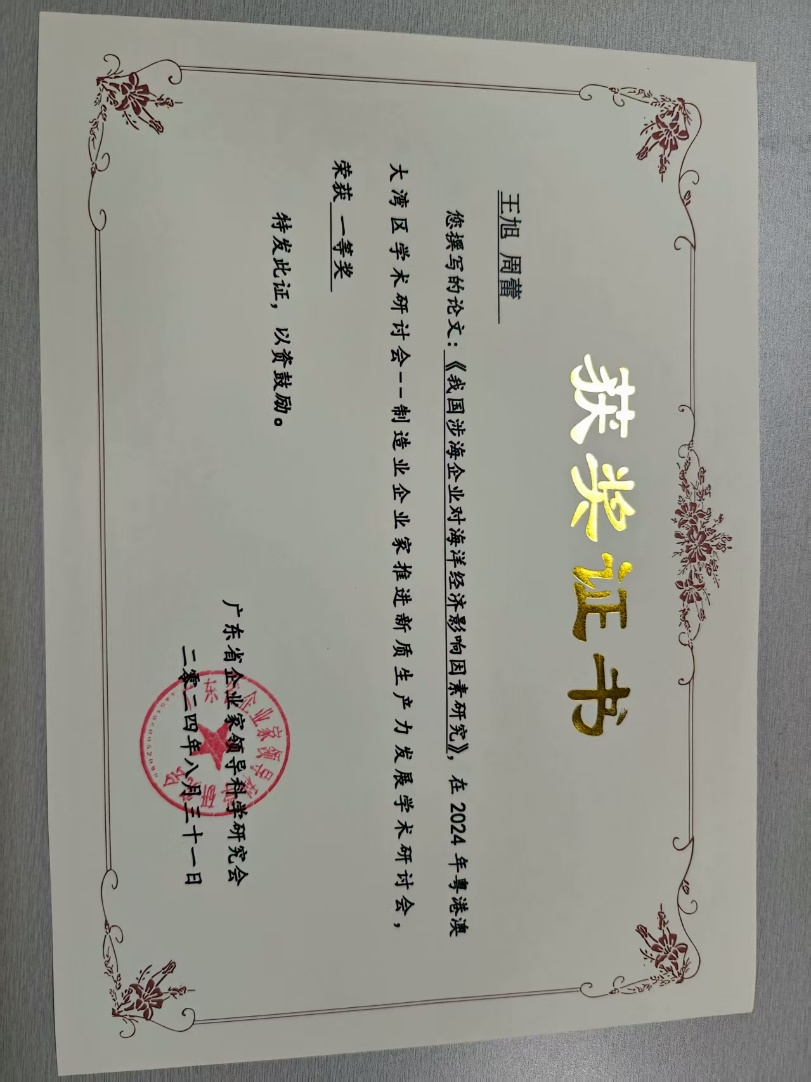 获奖证书
王旭 周蕾
您撰写的论文：《我国涉海企业对海洋经济影响因素研究》，在 2024 年粤港澳
大湾区学术研讨会--制造业企业家推进新质生产力发展学术研讨会，
荣获 一等奖
特发此证，以资鼓励。
广东省企业家领导科学研究会
二零二四年八月三十一日